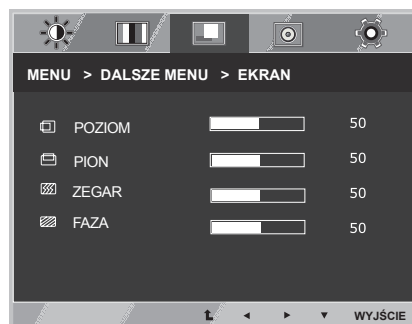 MENU > DALSZE MENU > EKRAN
POZIOM 50
PION 50
ZEGAR 50
FAZA 50
WYJŚCIE